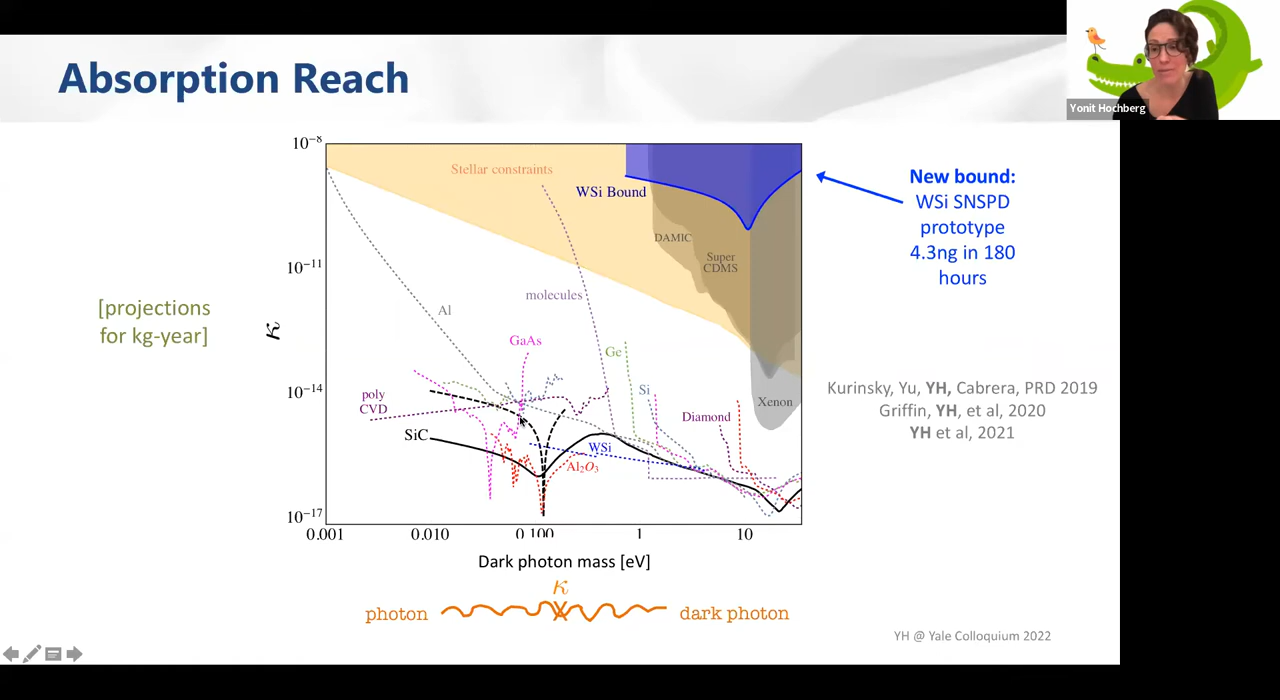 Absorption Reach
Yonit Hochberg
10⁻⁸
10⁻¹¹
10⁻¹⁴
10⁻¹⁷
κ
[projections
for kg-year]
Stellar constraints
WSi Bound
DAMIC
Super
CDMS
molecules
Al
GaAs
Ge
Si
poly
CVD
Diamond
Xenon
SiC
WSi
Al₂O₃
0.001
0.010
0.100
1
10
Dark photon mass [eV]
κ
photon
dark photon
New bound:
WSi SNSPD
prototype
4.3ng in 180
hours
Kurinsky, Yu, YH, Cabrera, PRD 2019
Griffin, YH, et al, 2020
YH et al, 2021
YH @ Yale Colloquium 2022